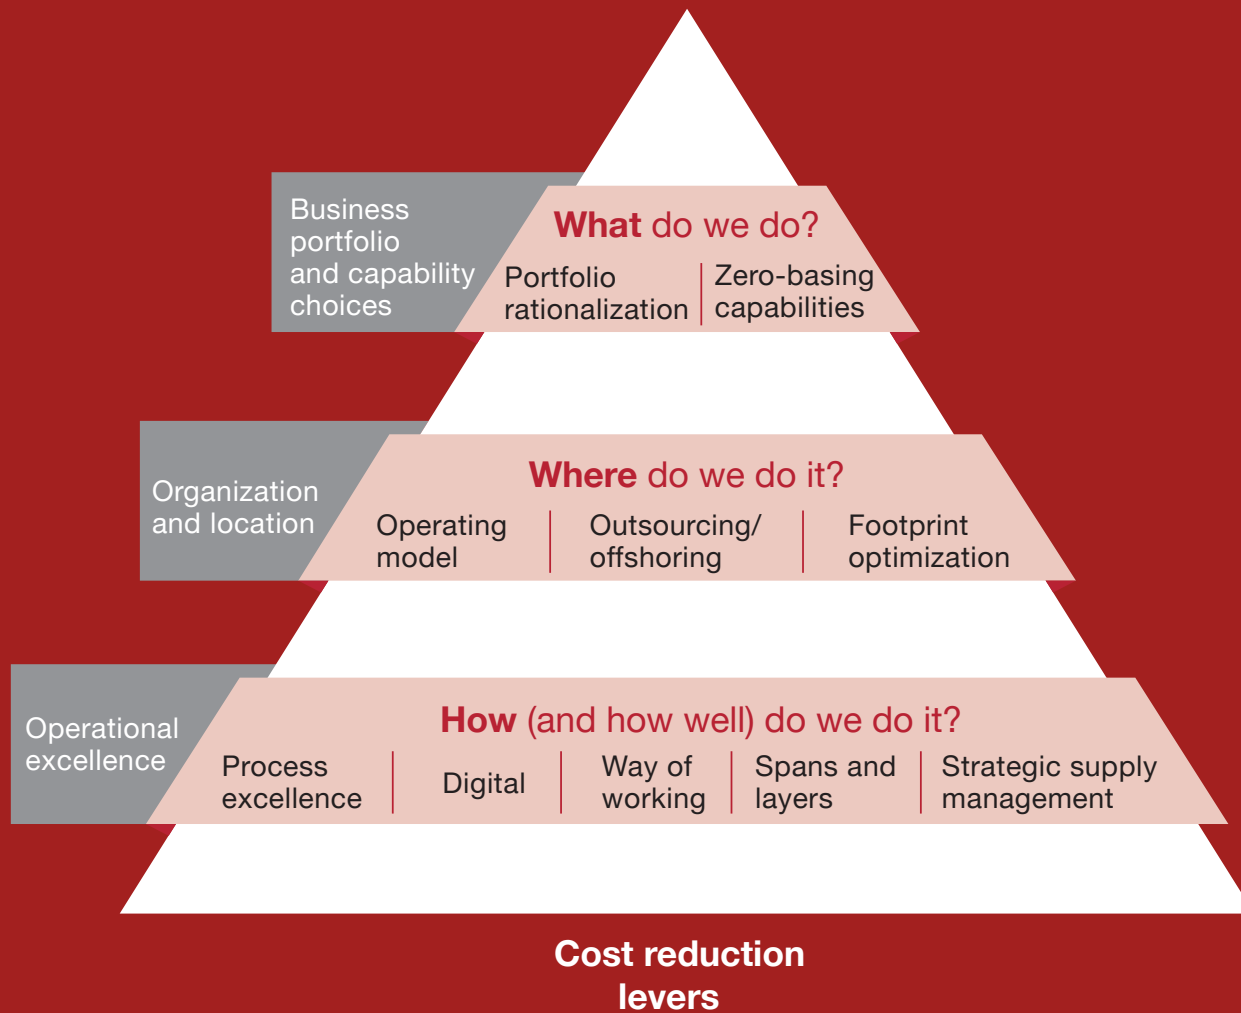 Business
portfolio
and capability
choices
What do we do?
Portfolio
rationalization
Zero-basing
capabilities
Organization
and location
Where do we do it?
Operating
model
Outsourcing/
offshoring
Footprint
optimization
Operational
excellence
How (and how well) do we do it?
Process
excellence
Digital
Way of
working
Spans and
layers
Strategic supply
management
Cost reduction
levers